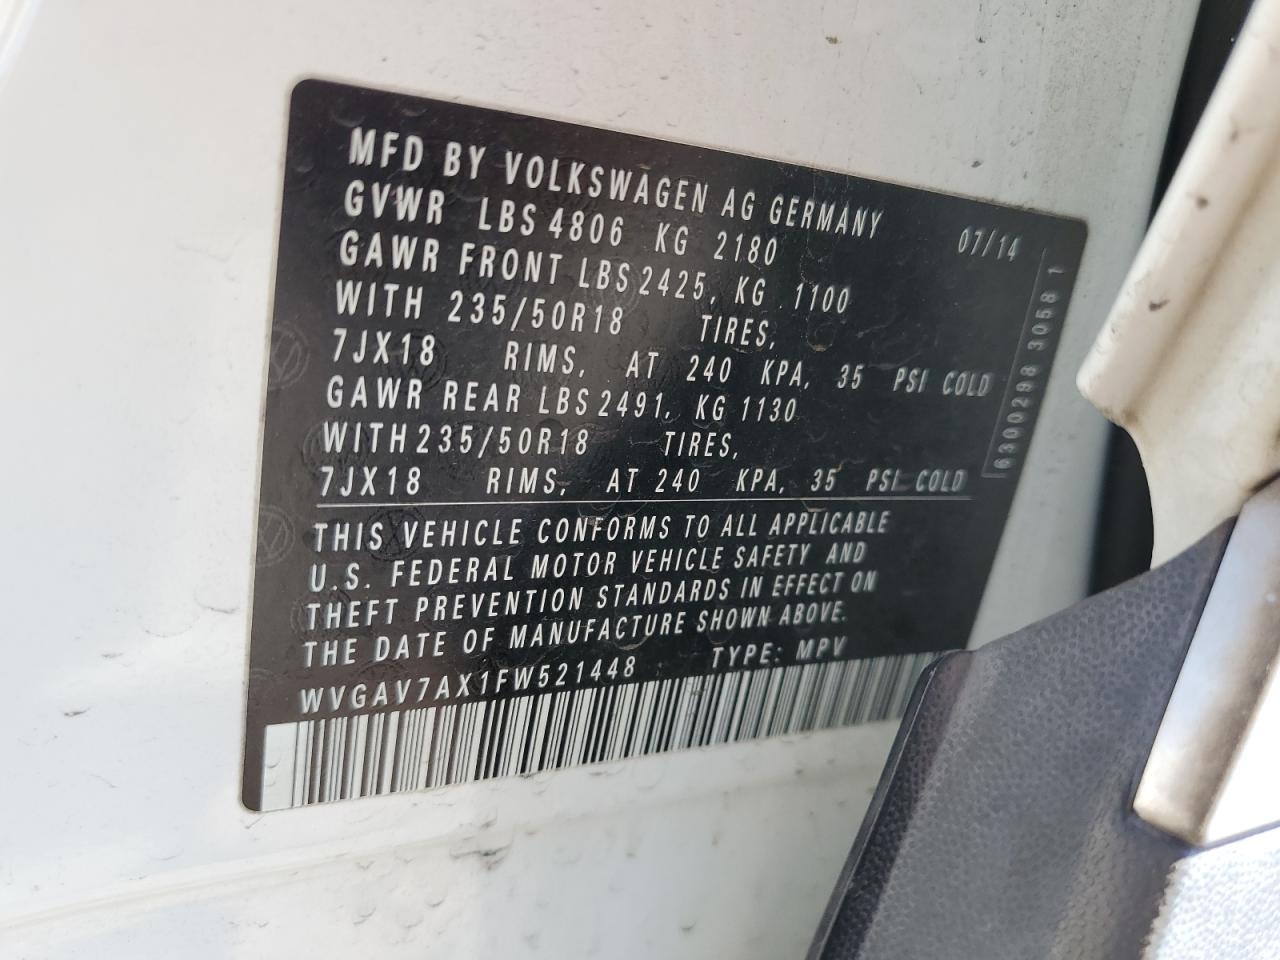 MFD BY VOLKSWAGEN AG GERMANY 07/14
GVWR LBS 4806 KG 2180
GAWR FRONT LBS 2425, KG 1100
WITH 235/50R18 TIRES,
7JX18 RIMS, AT 240 KPA, 35 PSI COLD
GAWR REAR LBS 2491, KG 1130
WITH 235/50R18 TIRES,
7JX18 RIMS, AT 240 KPA, 35 PSI COLD
THIS VEHICLE CONFORMS TO ALL APPLICABLE
U.S. FEDERAL MOTOR VEHICLE SAFETY AND
THEFT PREVENTION STANDARDS IN EFFECT ON
THE DATE OF MANUFACTURE SHOWN ABOVE.
WVGAV7AX1FW521448 TYPE: MPV
6300298 3058 1